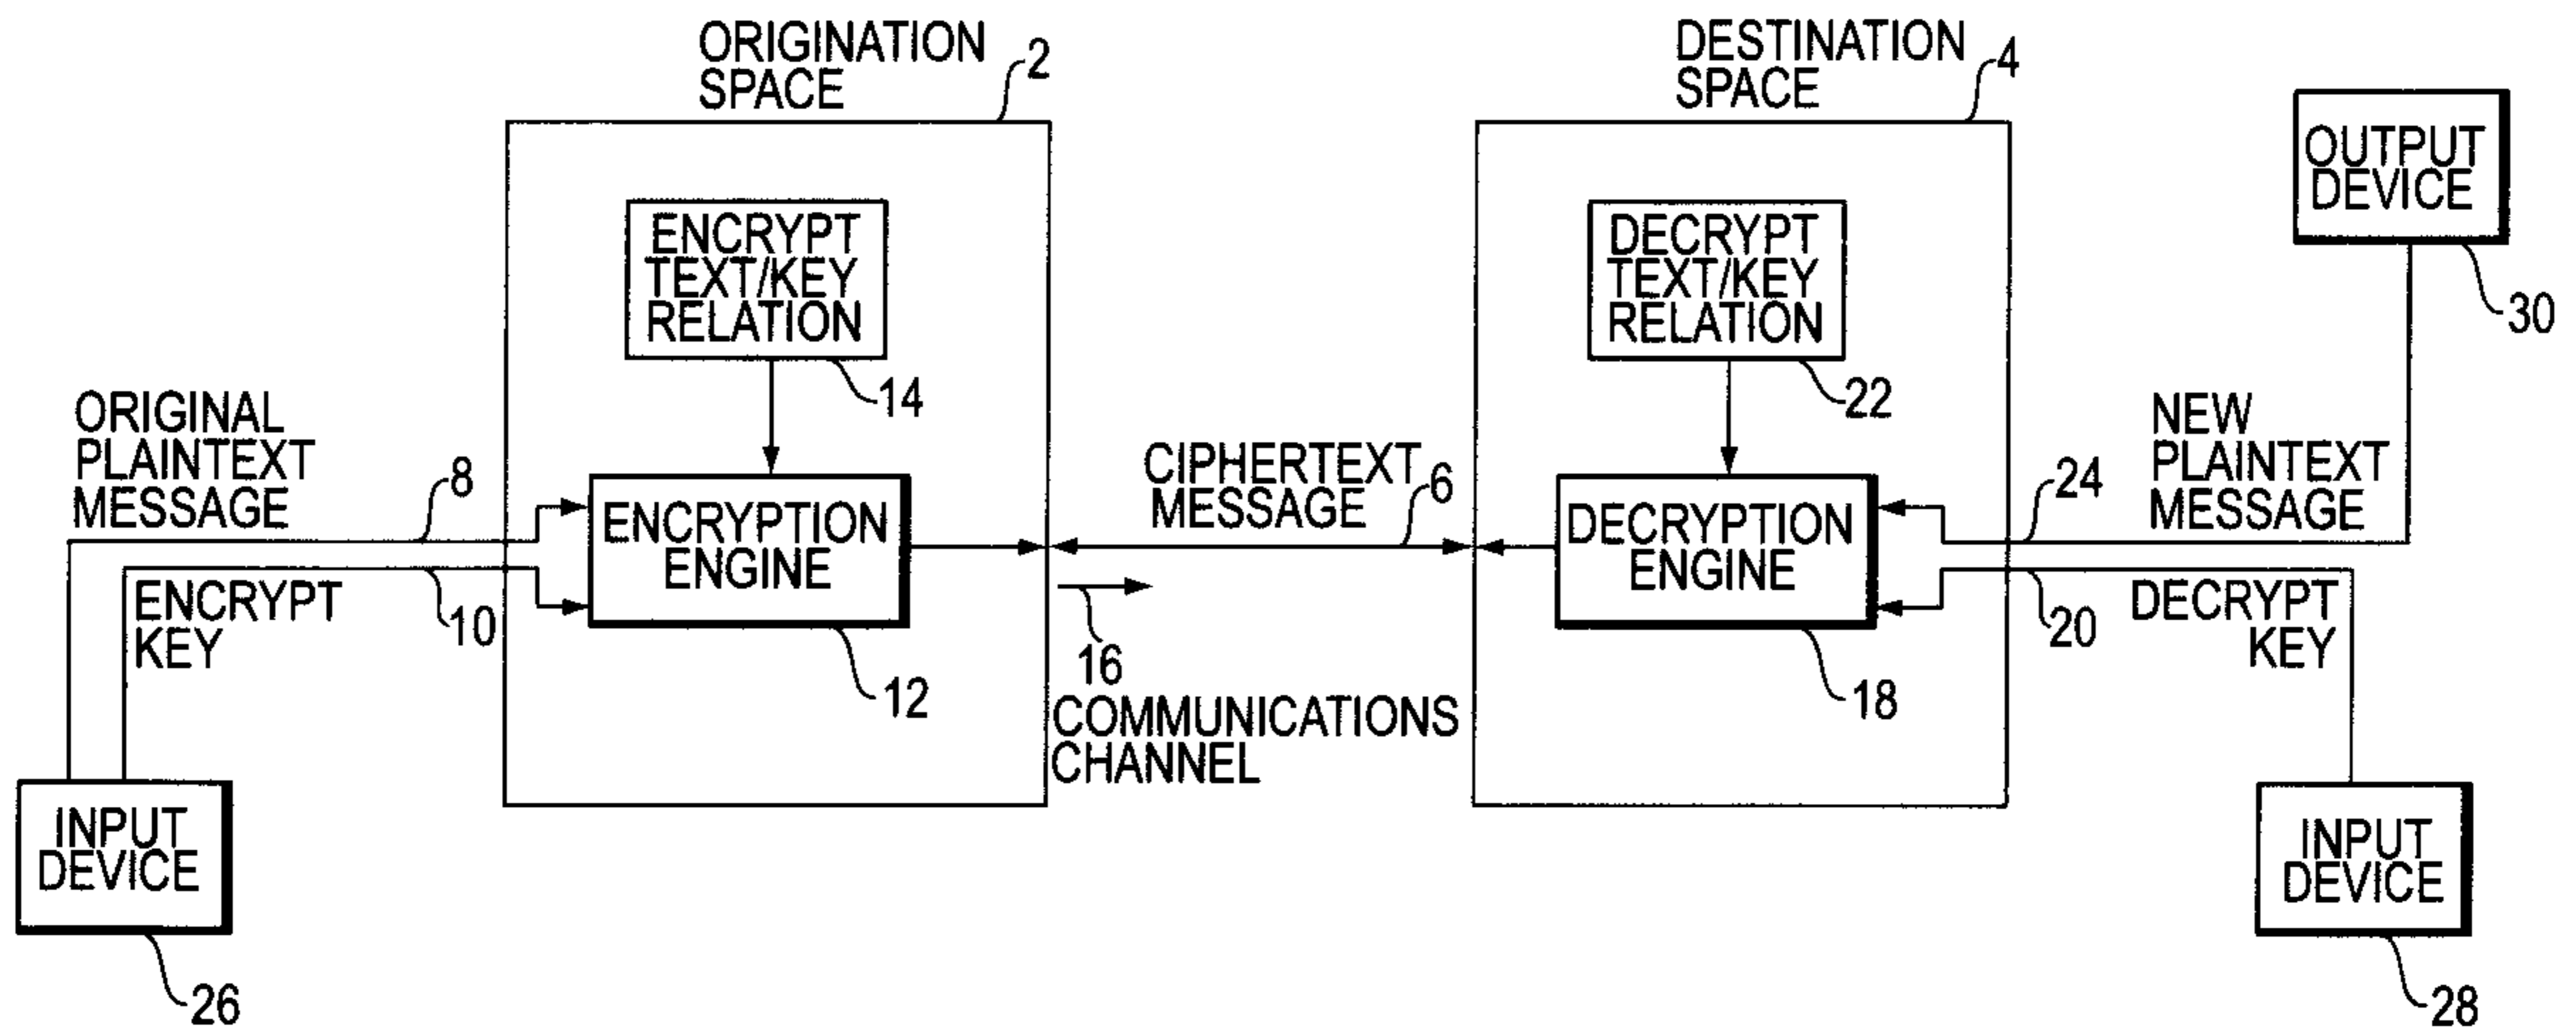 ORIGINATION
SPACE
2
DESTINATION
SPACE
4
OUTPUT
DEVICE
30
ENCRYPT
TEXT/KEY
RELATION
14
DECRYPT
TEXT/KEY
RELATION
22
ORIGINAL
PLAINTEXT
MESSAGE
8
CIPHERTEXT
MESSAGE
6
NEW
PLAINTEXT
MESSAGE
24
ENCRYPTION
ENGINE
12
DECRYPTION
ENGINE
18
ENCRYPT
KEY
10
16
COMMUNICATIONS
CHANNEL
20
DECRYPT
KEY
INPUT
DEVICE
26
INPUT
DEVICE
28